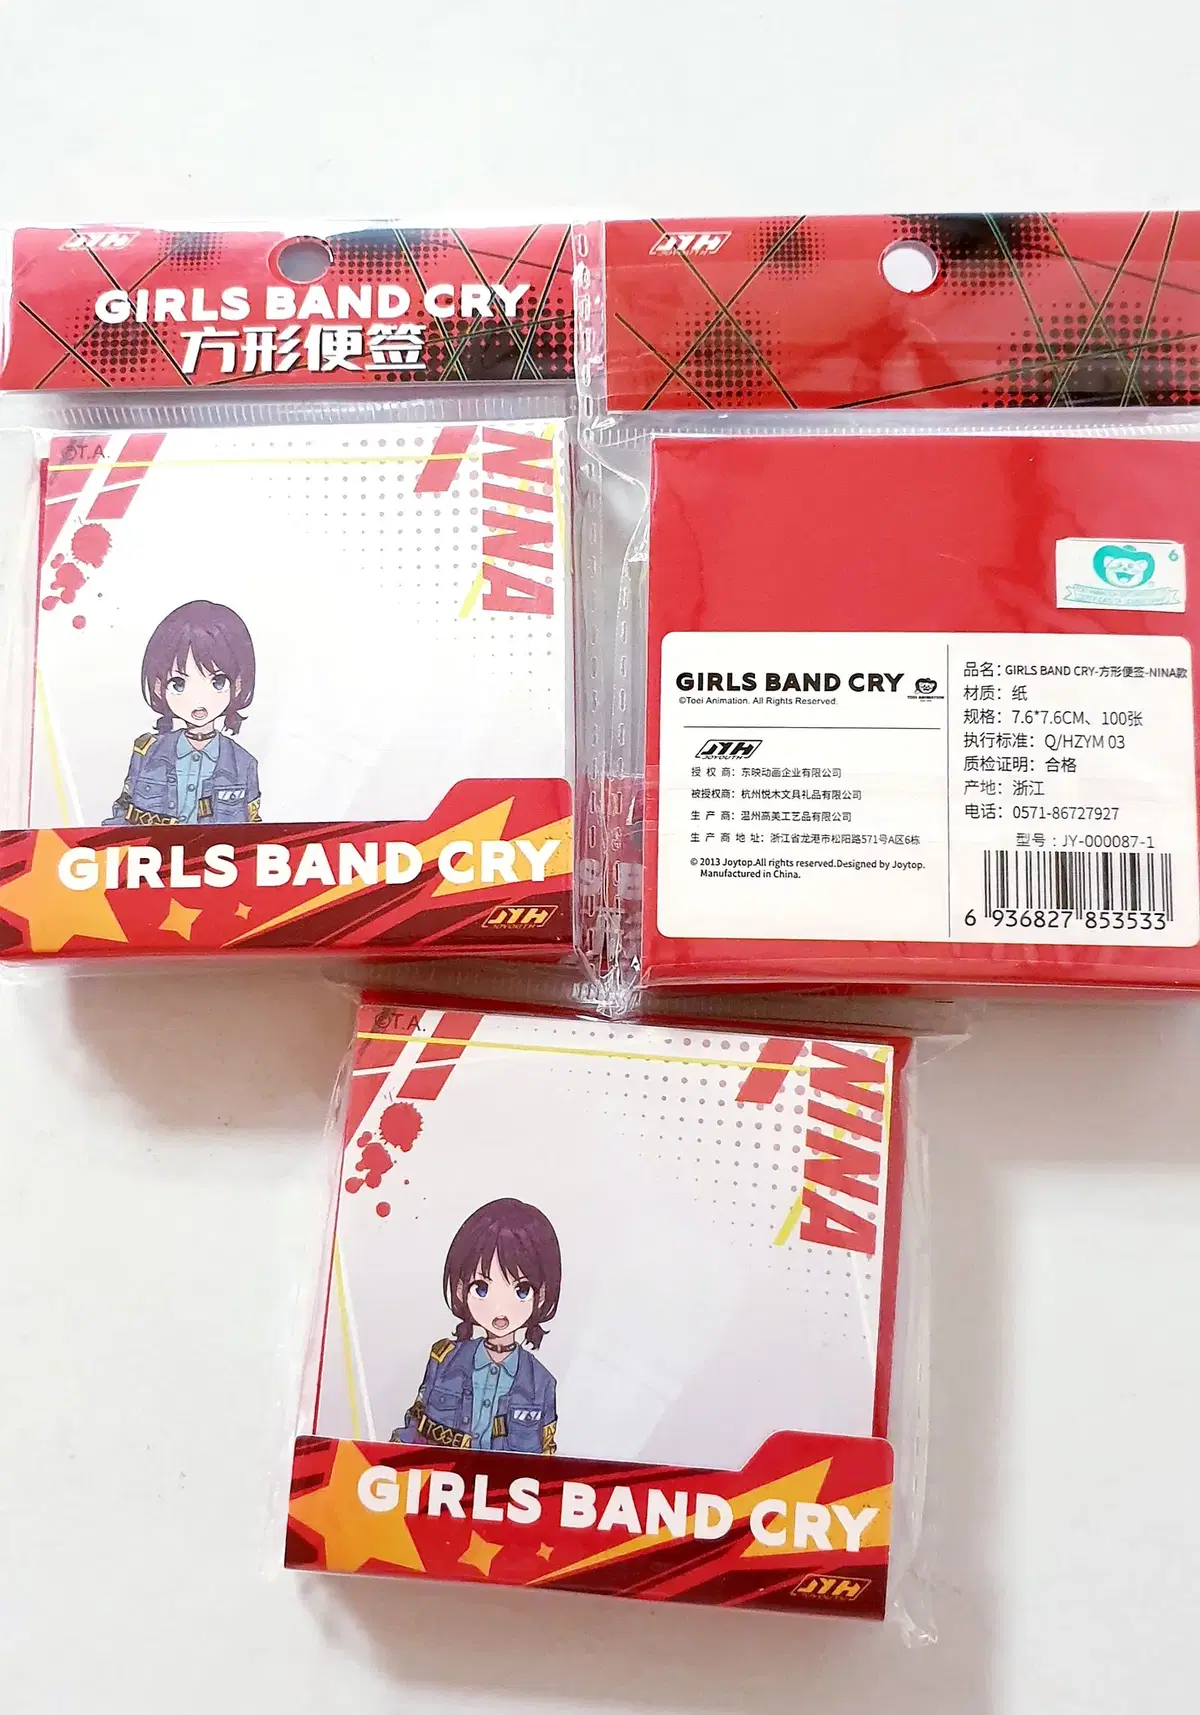 JYH
GIRLS BAND CRY
方形便签
©T.A.
NINA
GIRLS BAND CRY
JYH
JOYOUTH
JYH
6
GIRLS BAND CRY
TOEI ANIMATION
©Toei Animation. All Rights Reserved.
JYH
JOYOUTH
授权商：东映动画企业有限公司
被授权商：杭州悦木文具礼品有限公司
生产商：温州高美工艺品有限公司
生产商地址：浙江省龙港市松阳路571号A区6栋
© 2013 Joytop.All rights reserved.Designed by Joytop.
Manufactured in China.
品名：GIRLS BAND CRY-方形便签-NINA款
材质：纸
规格：7.6*7.6CM、100张
执行标准：Q/HZYM 03
质检证明：合格
产地：浙江
电话：0571-86727927
型号：JY-000087-1
6 936827 853533
©T.A.
NINA
TOGE
GIRLS BAND CRY
JYH
JOYOUTH